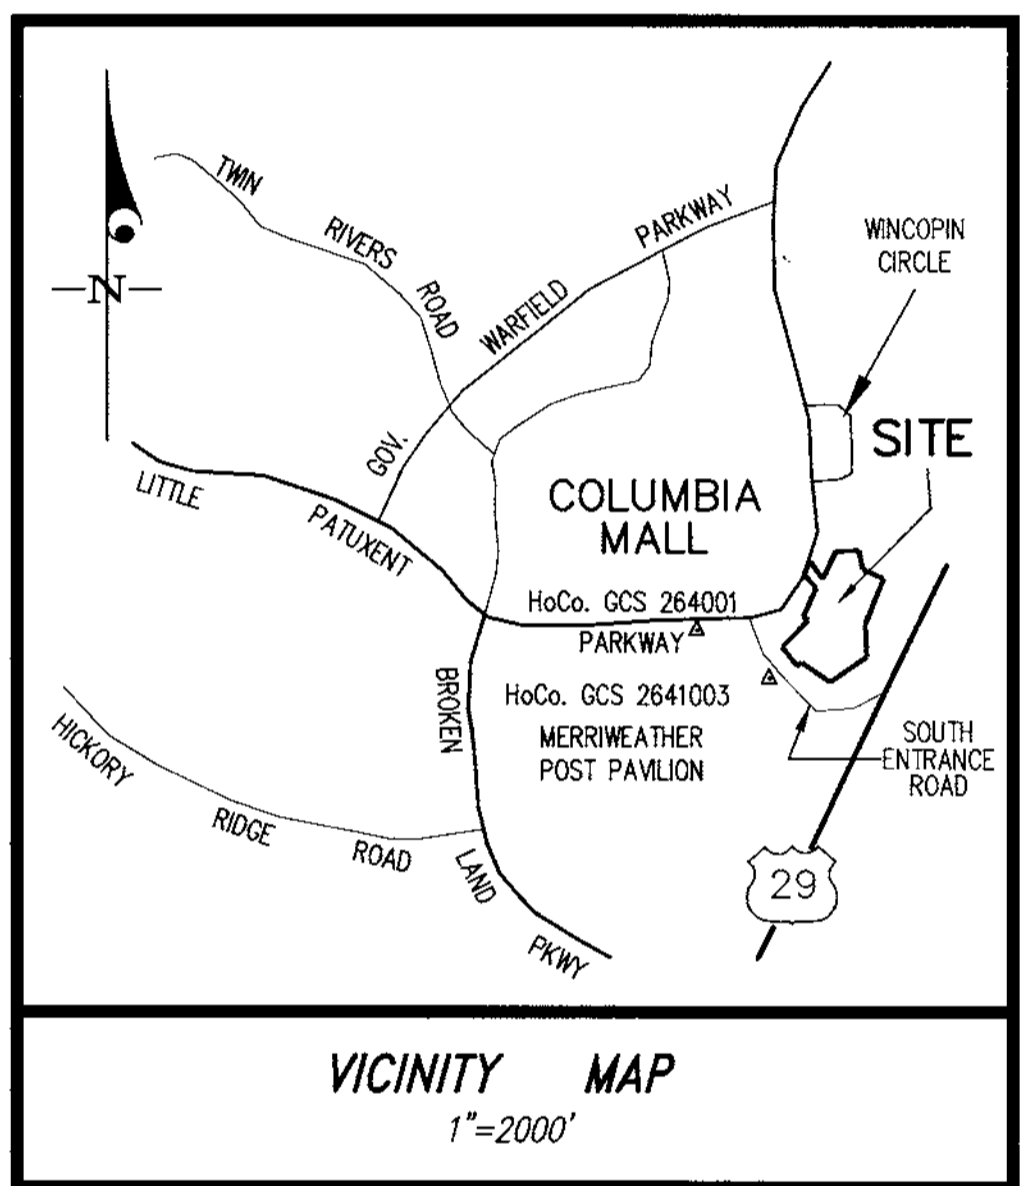 TWIN RIVERS ROAD
GOV. WARFIELD PARKWAY
WINCOPIN
CIRCLE
N
SITE
LITTLE PATUXENT PARKWAY
COLUMBIA
MALL
HoCo. GCS 264001
HoCo. GCS 2641003
MERRIWEATHER
POST PAVILION
BROKEN LAND PKWY
SOUTH
ENTRANCE
ROAD
HICKORY RIDGE ROAD
29
VICINITY MAP
1"=2000'